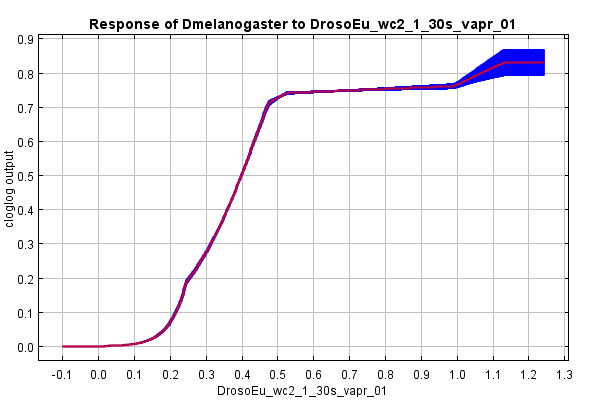 Response of Dmelanogaster to DrosoEu_wc2_1_30s_vapr_01
cloglog output
0.9
0.8
0.7
0.6
0.5
0.4
0.3
0.2
0.1
0.0
-0.1 0.0 0.1 0.2 0.3 0.4 0.5 0.6 0.7 0.8 0.9 1.0 1.1 1.2 1.3
DrosoEu_wc2_1_30s_vapr_01